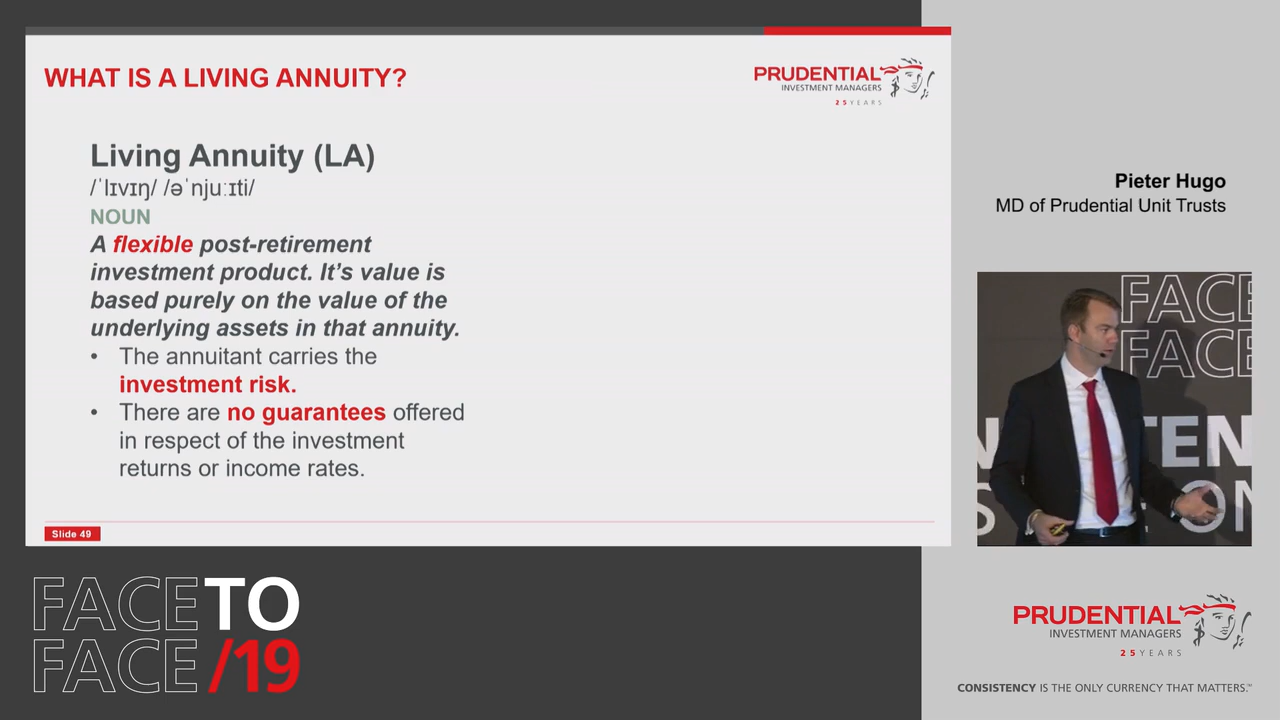 WHAT IS A LIVING ANNUITY?
PRUDENTIAL
INVESTMENT MANAGERS
25 YEARS
Living Annuity (LA)
/ˈlɪvɪŋ/ /əˈnjuːɪti/
NOUN
A flexible post-retirement
investment product. It’s value is
based purely on the value of the
underlying assets in that annuity.
• The annuitant carries the
investment risk.
• There are no guarantees offered
in respect of the investment
returns or income rates.
Slide 49
Pieter Hugo
MD of Prudential Unit Trusts
FACE
FACE
TEN
ON
FACE TO
FACE /19
PRUDENTIAL
INVESTMENT MANAGERS
25 YEARS
CONSISTENCY IS THE ONLY CURRENCY THAT MATTERS.™